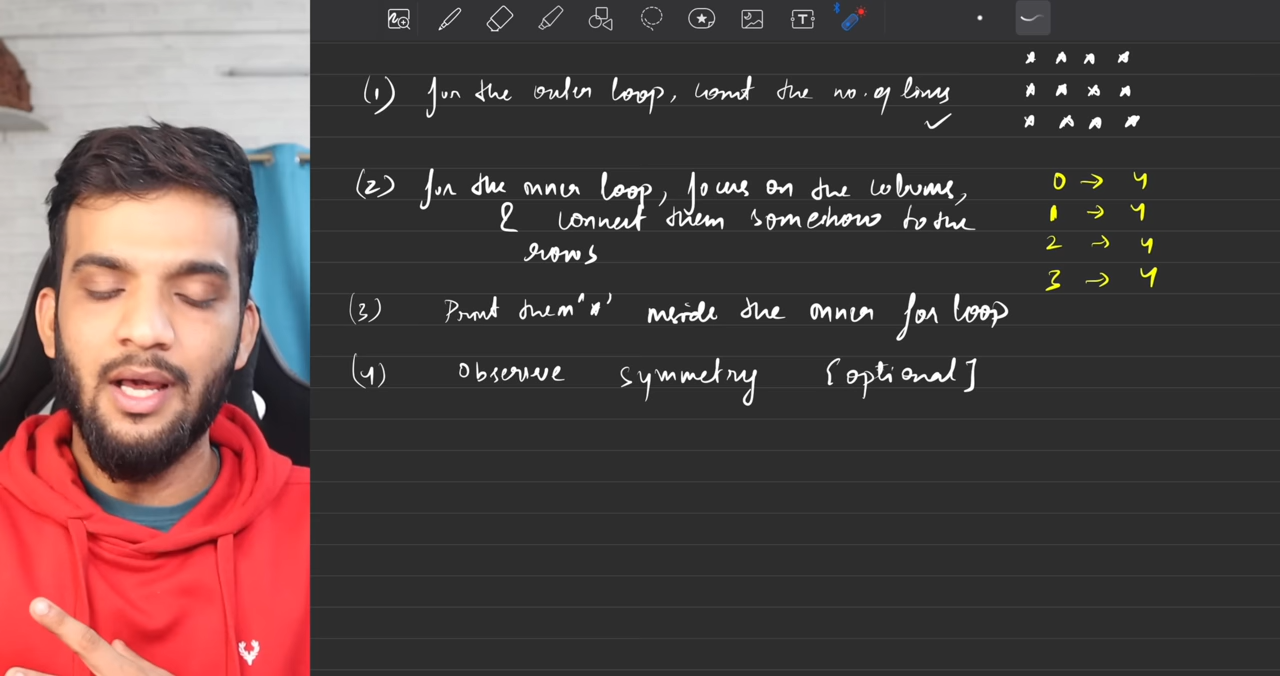 (1) for the outer loop, count the no. of lines
(2) for the inner loop, focus on the columns,
& connect them somehow to the
rows
(3) Print them '*' inside the inner for loop
(4) observe symmetry [optional]
* * * *
* * * *
* * * *
0 → 4
1 → 4
2 → 4
3 → 4
T